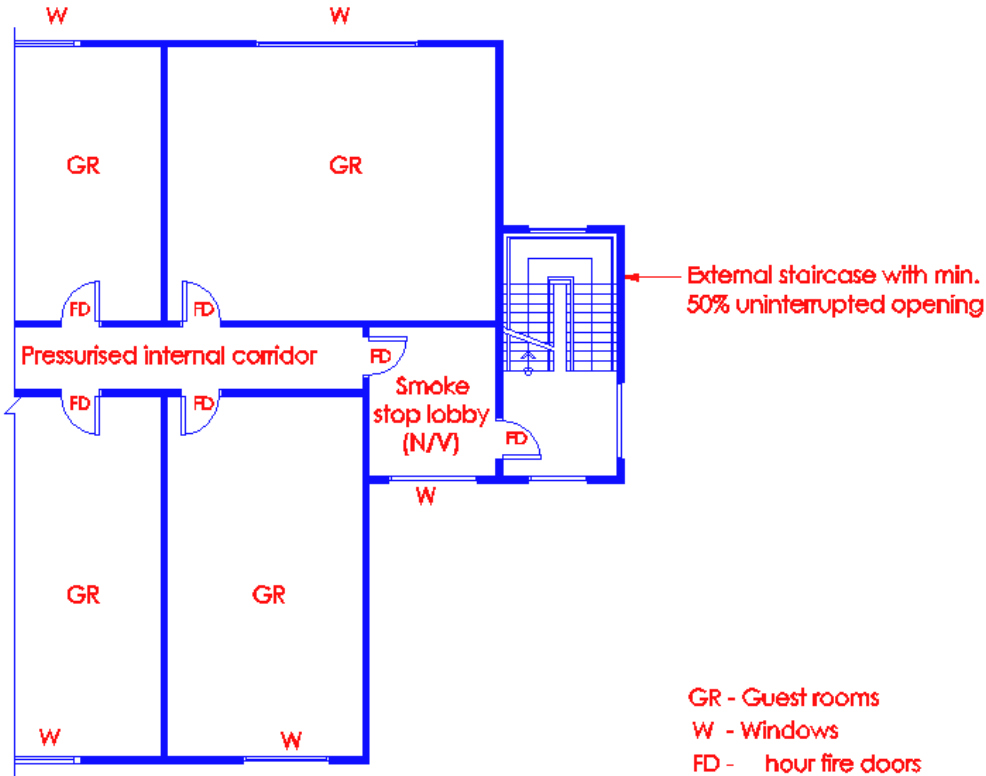 W
W
GR
GR
External staircase with min.
50% uninterrupted opening
FD
FD
Pressurised internal corridor
FD
Smoke
stop lobby
(N/V)
FD
FD
FD
W
GR
GR
W
W
GR - Guest rooms
W - Windows
FD - hour fire doors